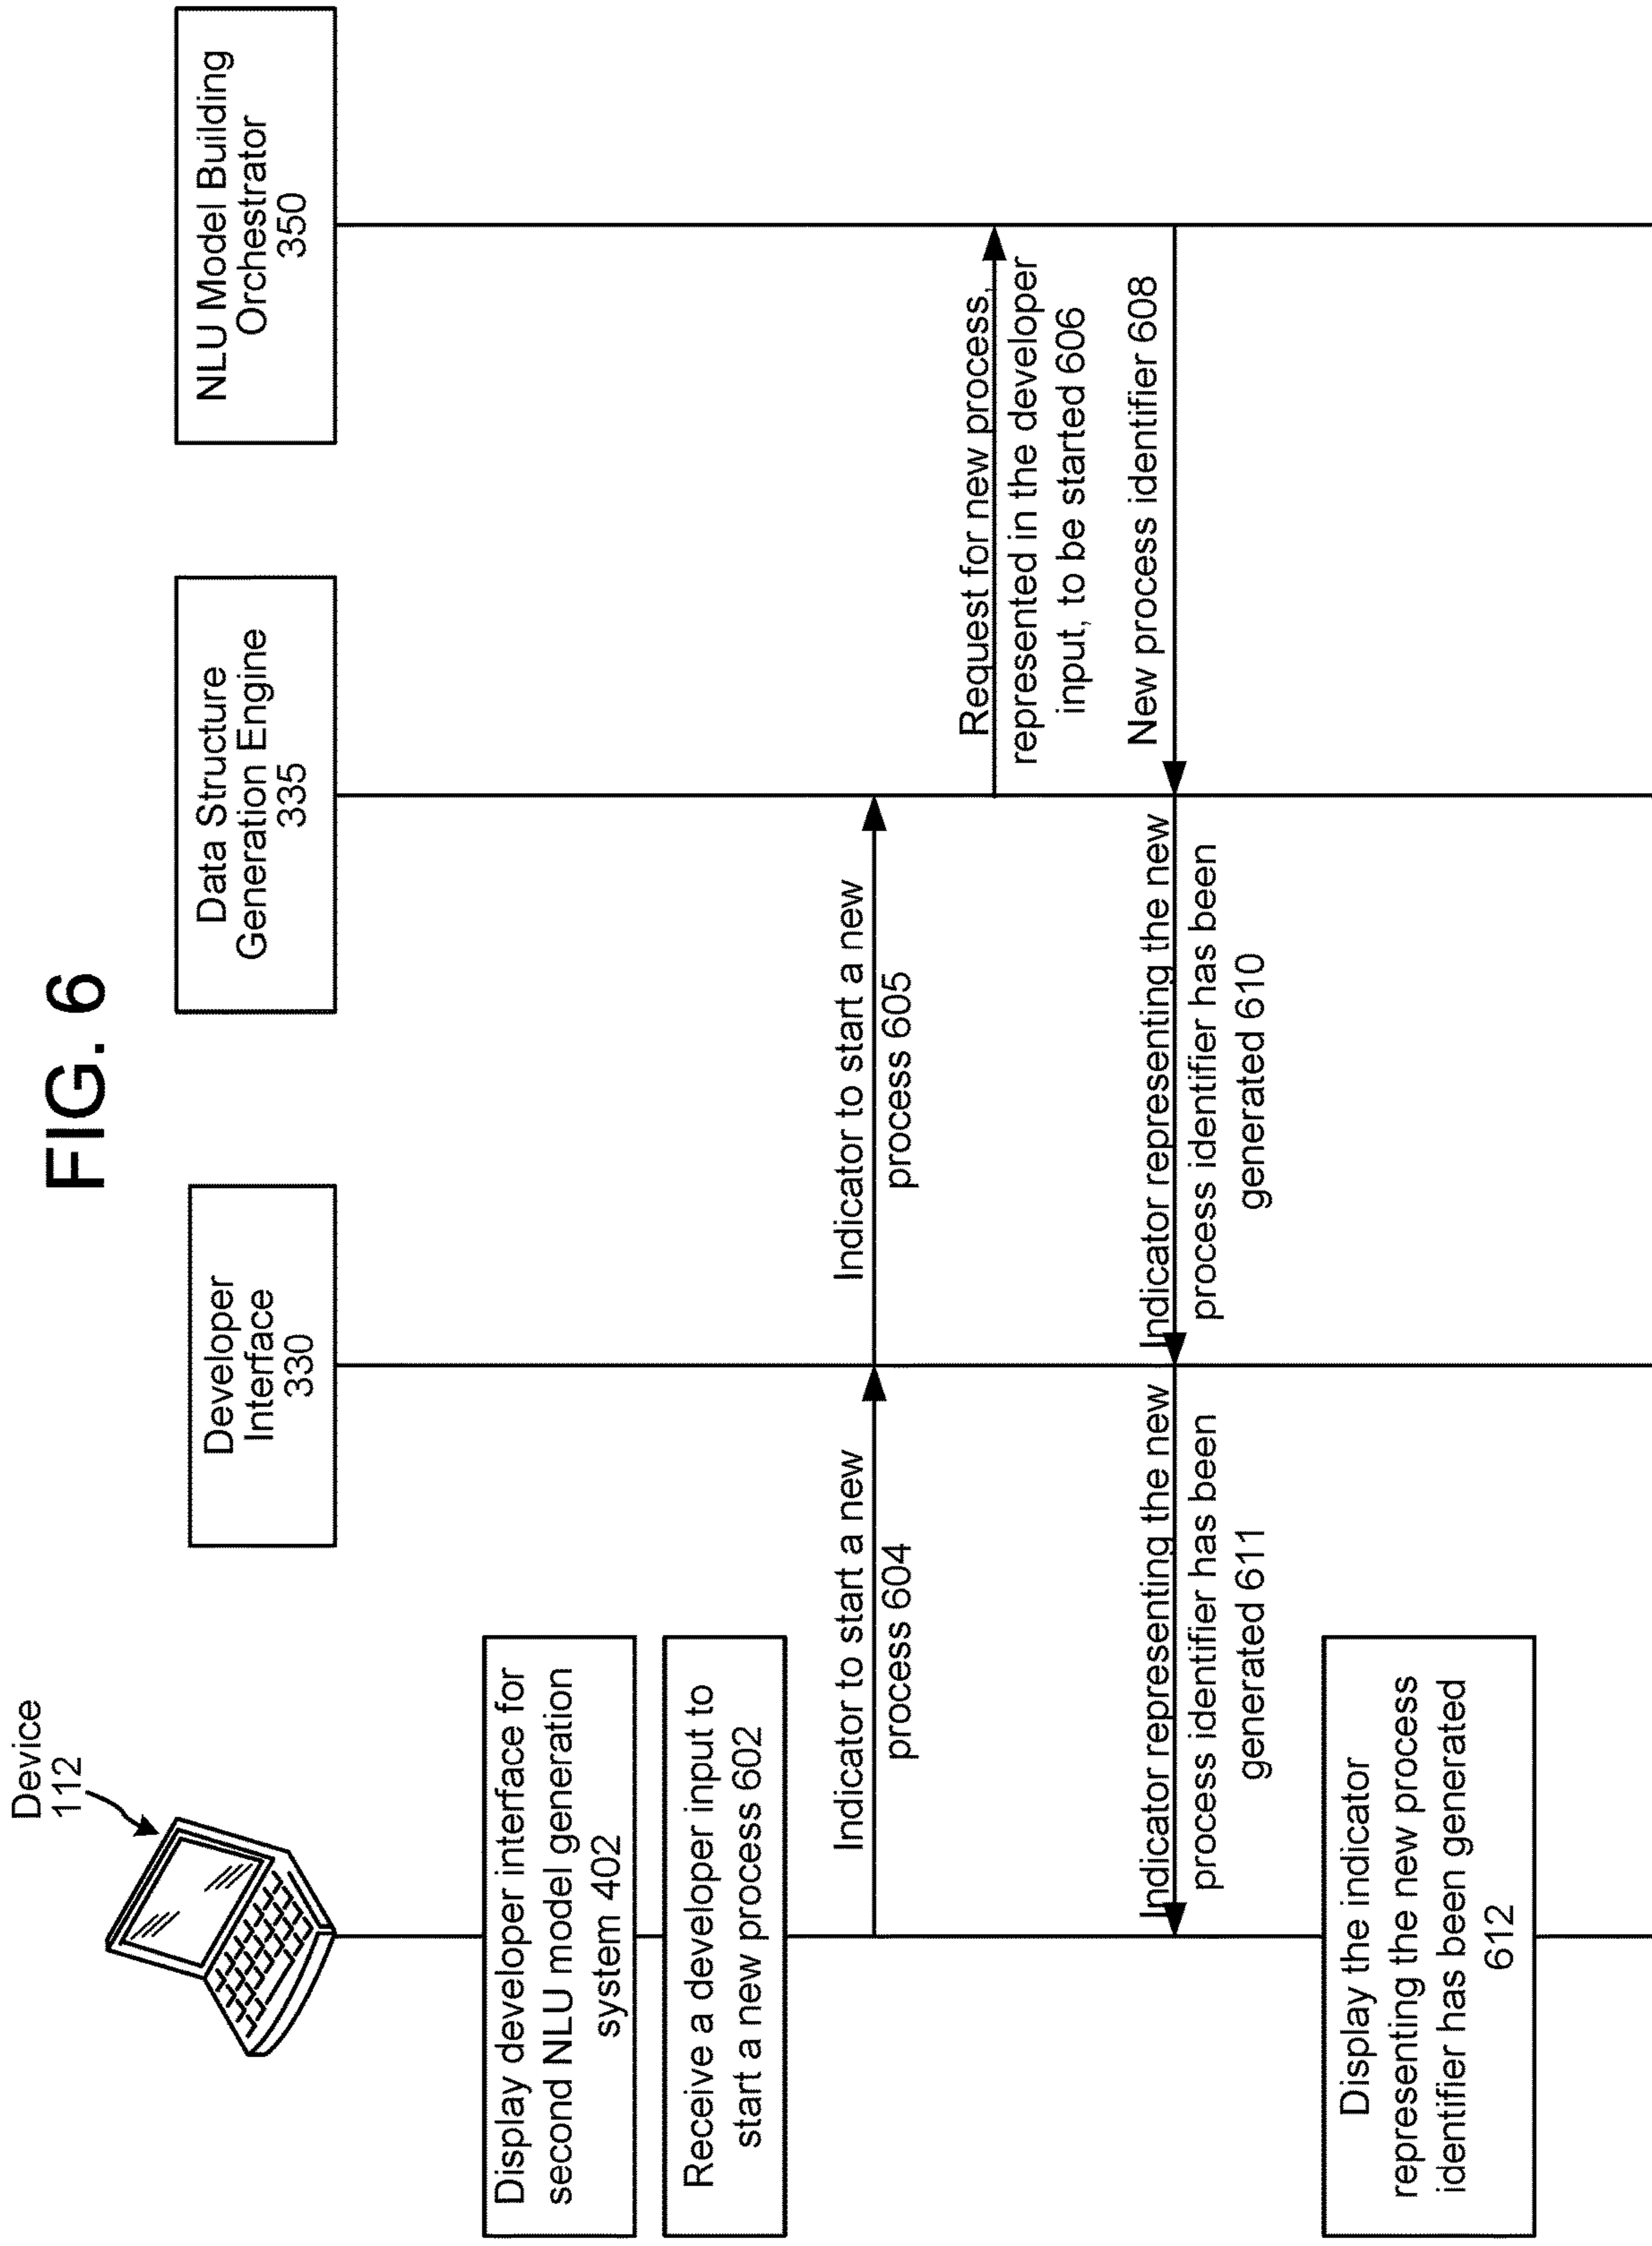 FIG. 6
Device
112
Developer
Interface
330
Data Structure
Generation Engine
335
NLU Model Building
Orchestrator
350
Display developer interface for
second NLU model generation
system 402
Receive a developer input to
start a new process 602
Indicator to start a new
process 604
Indicator to start a new
process 605
Request for new process,
represented in the developer
input, to be started 606
New process identifier 608
Indicator representing the new
process identifier has been
generated 610
Indicator representing the new
process identifier has been
generated 611
Display the indicator
representing the new process
identifier has been generated
612